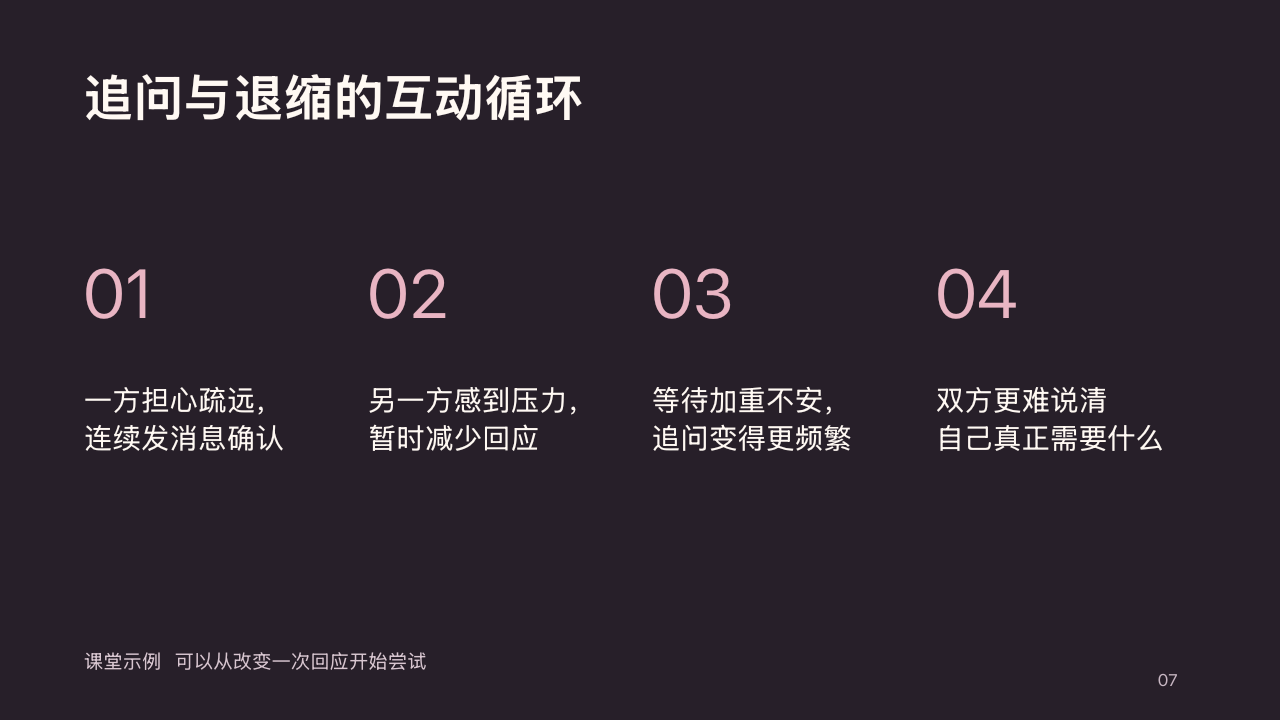 追问与退缩的互动循环
01
一方担心疏远，
连续发消息确认
02
另一方感到压力，
暂时减少回应
03
等待加重不安，
追问变得更频繁
04
双方更难说清
自己真正需要什么
课堂示例 可以从改变一次回应开始尝试
07